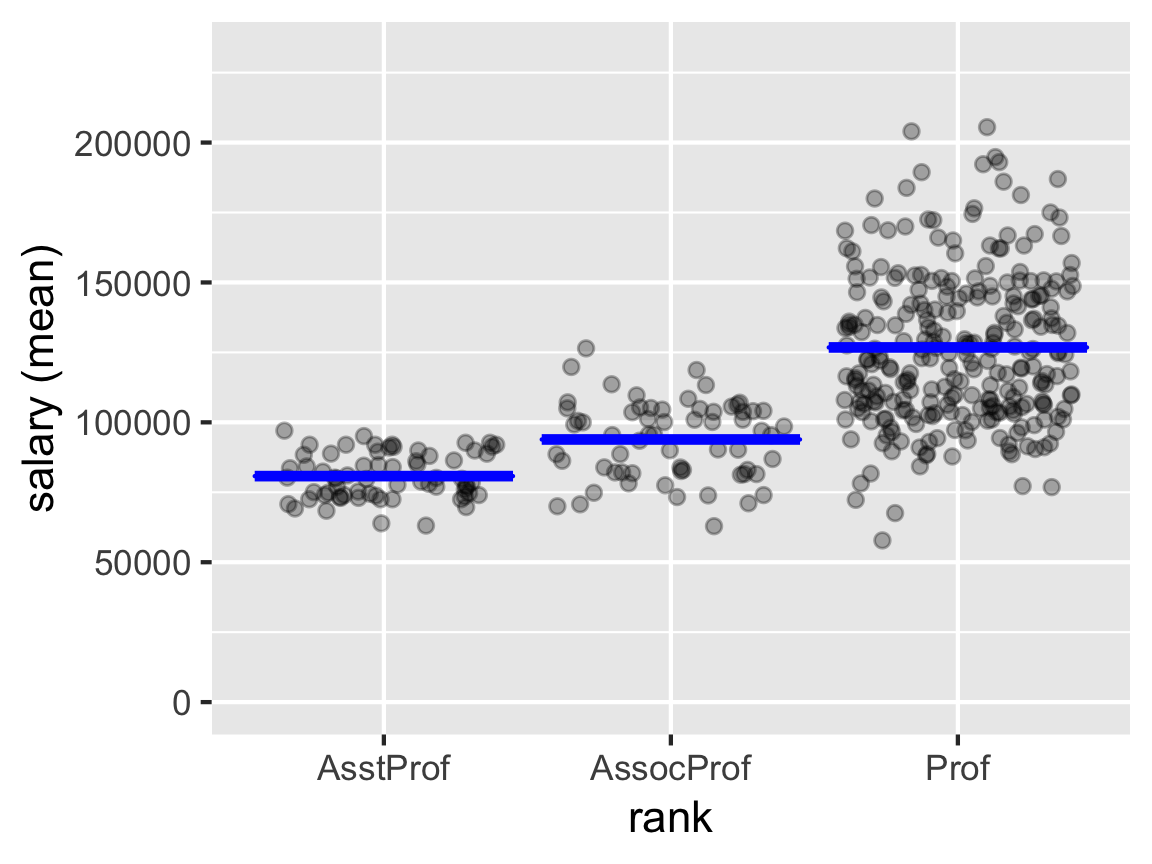 salary (mean)
200000
150000
100000
50000
0
AsstProf
AssocProf
Prof
rank